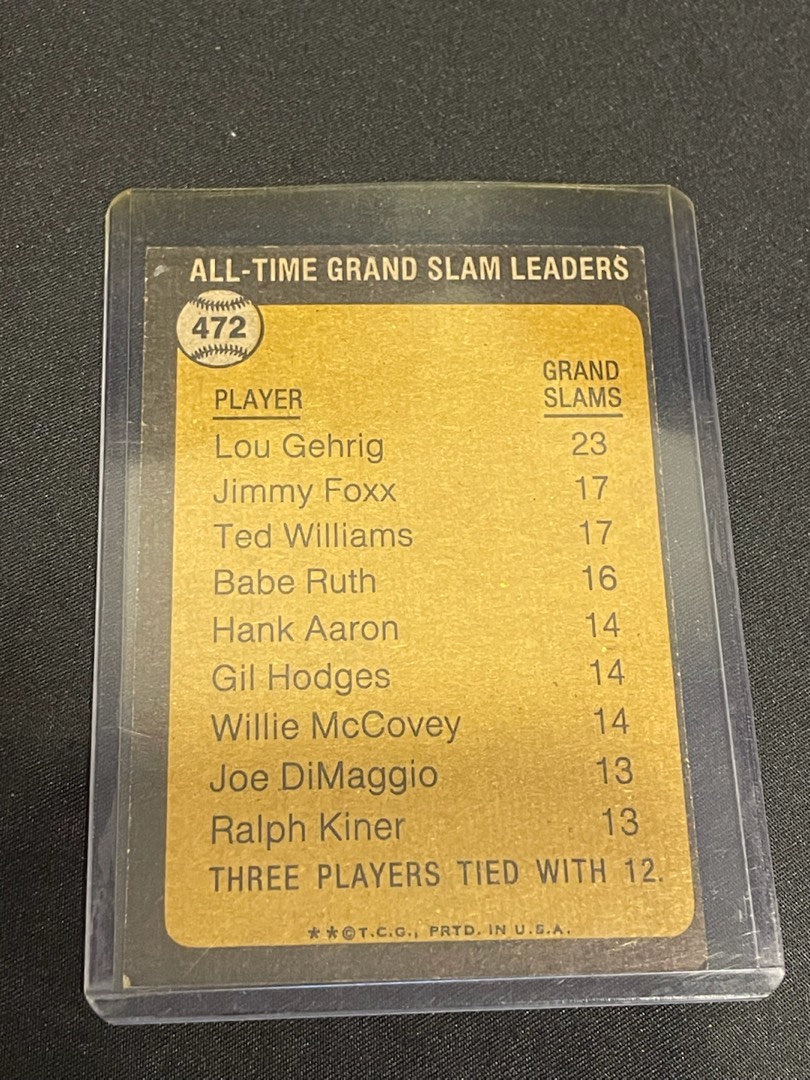 ALL-TIME GRAND SLAM LEADERS
472
PLAYER GRAND SLAMS
Lou Gehrig 23
Jimmy Foxx 17
Ted Williams 17
Babe Ruth 16
Hank Aaron 14
Gil Hodges 14
Willie McCovey 14
Joe DiMaggio 13
Ralph Kiner 13
THREE PLAYERS TIED WITH 12.
**©T.C.G., PRTD. IN U.S.A.